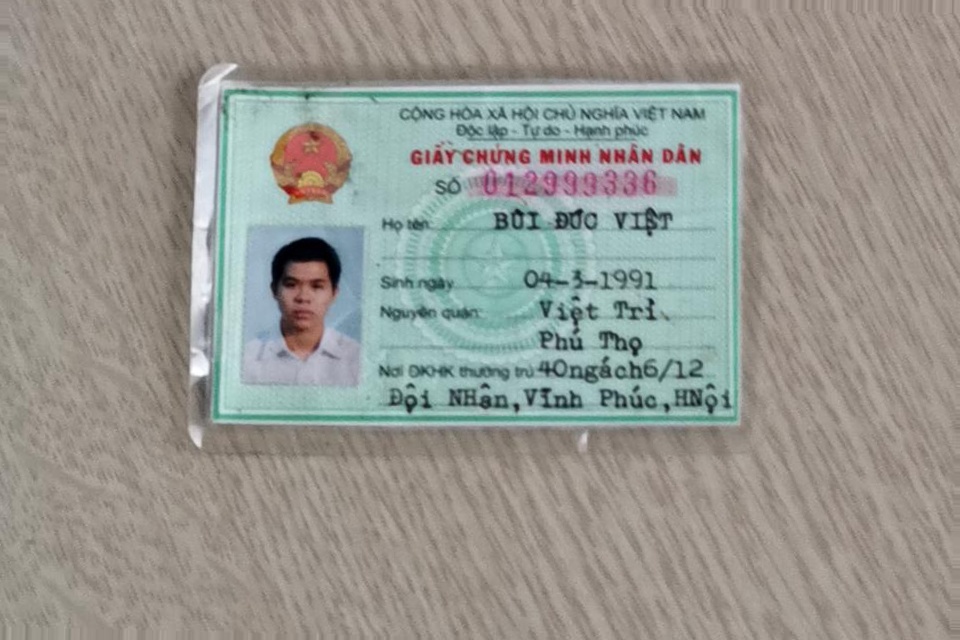 CỘNG HÒA XÃ HỘI CHỦ NGHĨA VIỆT NAM
Độc lập - Tự do - Hạnh phúc
GIẤY CHỨNG MINH NHÂN DÂN
SỐ 012999336
Họ tên: BÙI ĐỨC VIỆT
Sinh ngày 04-3-1991
Nguyên quán: Việt Trì
Phú Thọ
Nơi ĐKHK thường trú 40ngách6/12
Đội NHân,Vĩnh Phúc,HNội